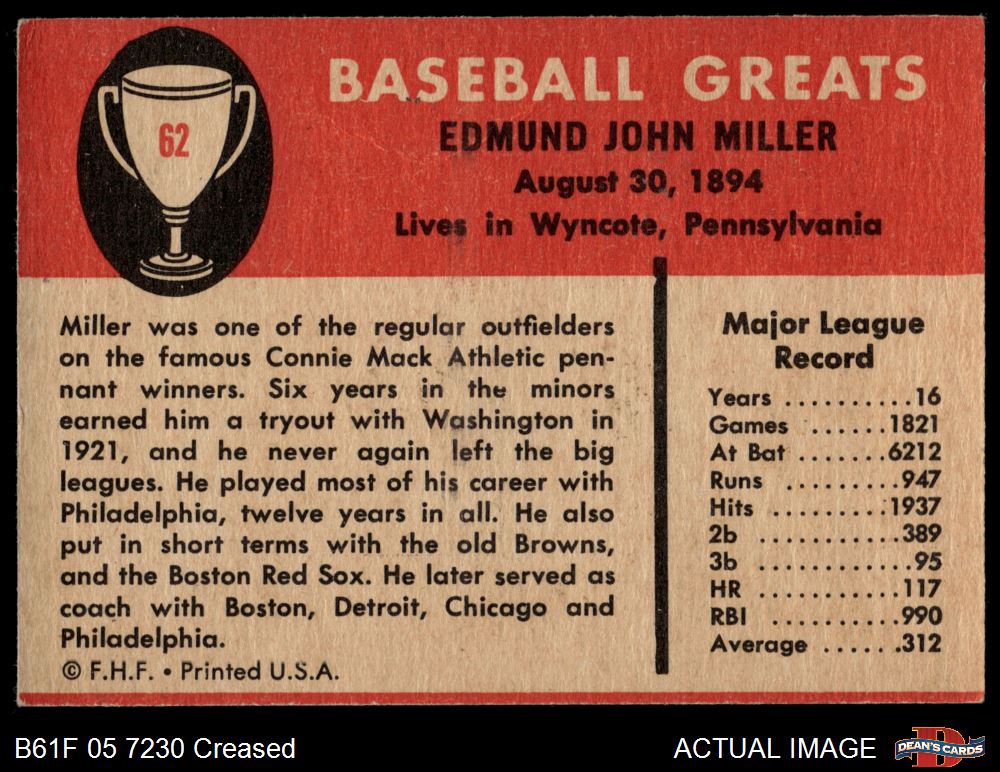 62
BASEBALL GREATS
EDMUND JOHN MILLER
August 30, 1894
Lives in Wyncote, Pennsylvania
Miller was one of the regular outfielders
on the famous Connie Mack Athletic pen-
nant winners. Six years in the minors
earned him a tryout with Washington in
1921, and he never again left the big
leagues. He played most of his career with
Philadelphia, twelve years in all. He also
put in short terms with the old Browns,
and the Boston Red Sox. He later served as
coach with Boston, Detroit, Chicago and
Philadelphia.
© F.H.F. • Printed U.S.A.
Major League
Record
Years ..........16
Games ......1821
At Bat .......6212
Runs .........947
Hits ..........1937
2b ...........389
3b ............95
HR ...........117
RBI ..........990
Average ......312
B61F 05 7230 Creased
ACTUAL IMAGE
DEAN'S CARDS